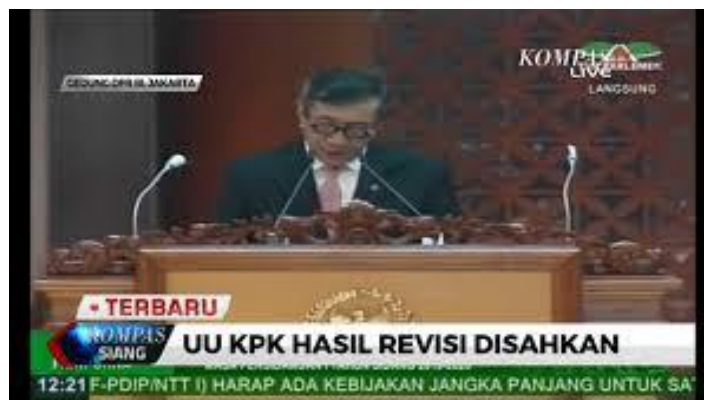 KOMPAS
LIVE
LANGSUNG
GEDUNG DPR RI, JAKARTA
• TERBARU
KOMPAS
SIANG
UU KPK HASIL REVISI DISAHKAN
12:21 F-PDIP/NTT I) HARAP ADA KEBIJAKAN JANGKA PANJANG UNTUK SA